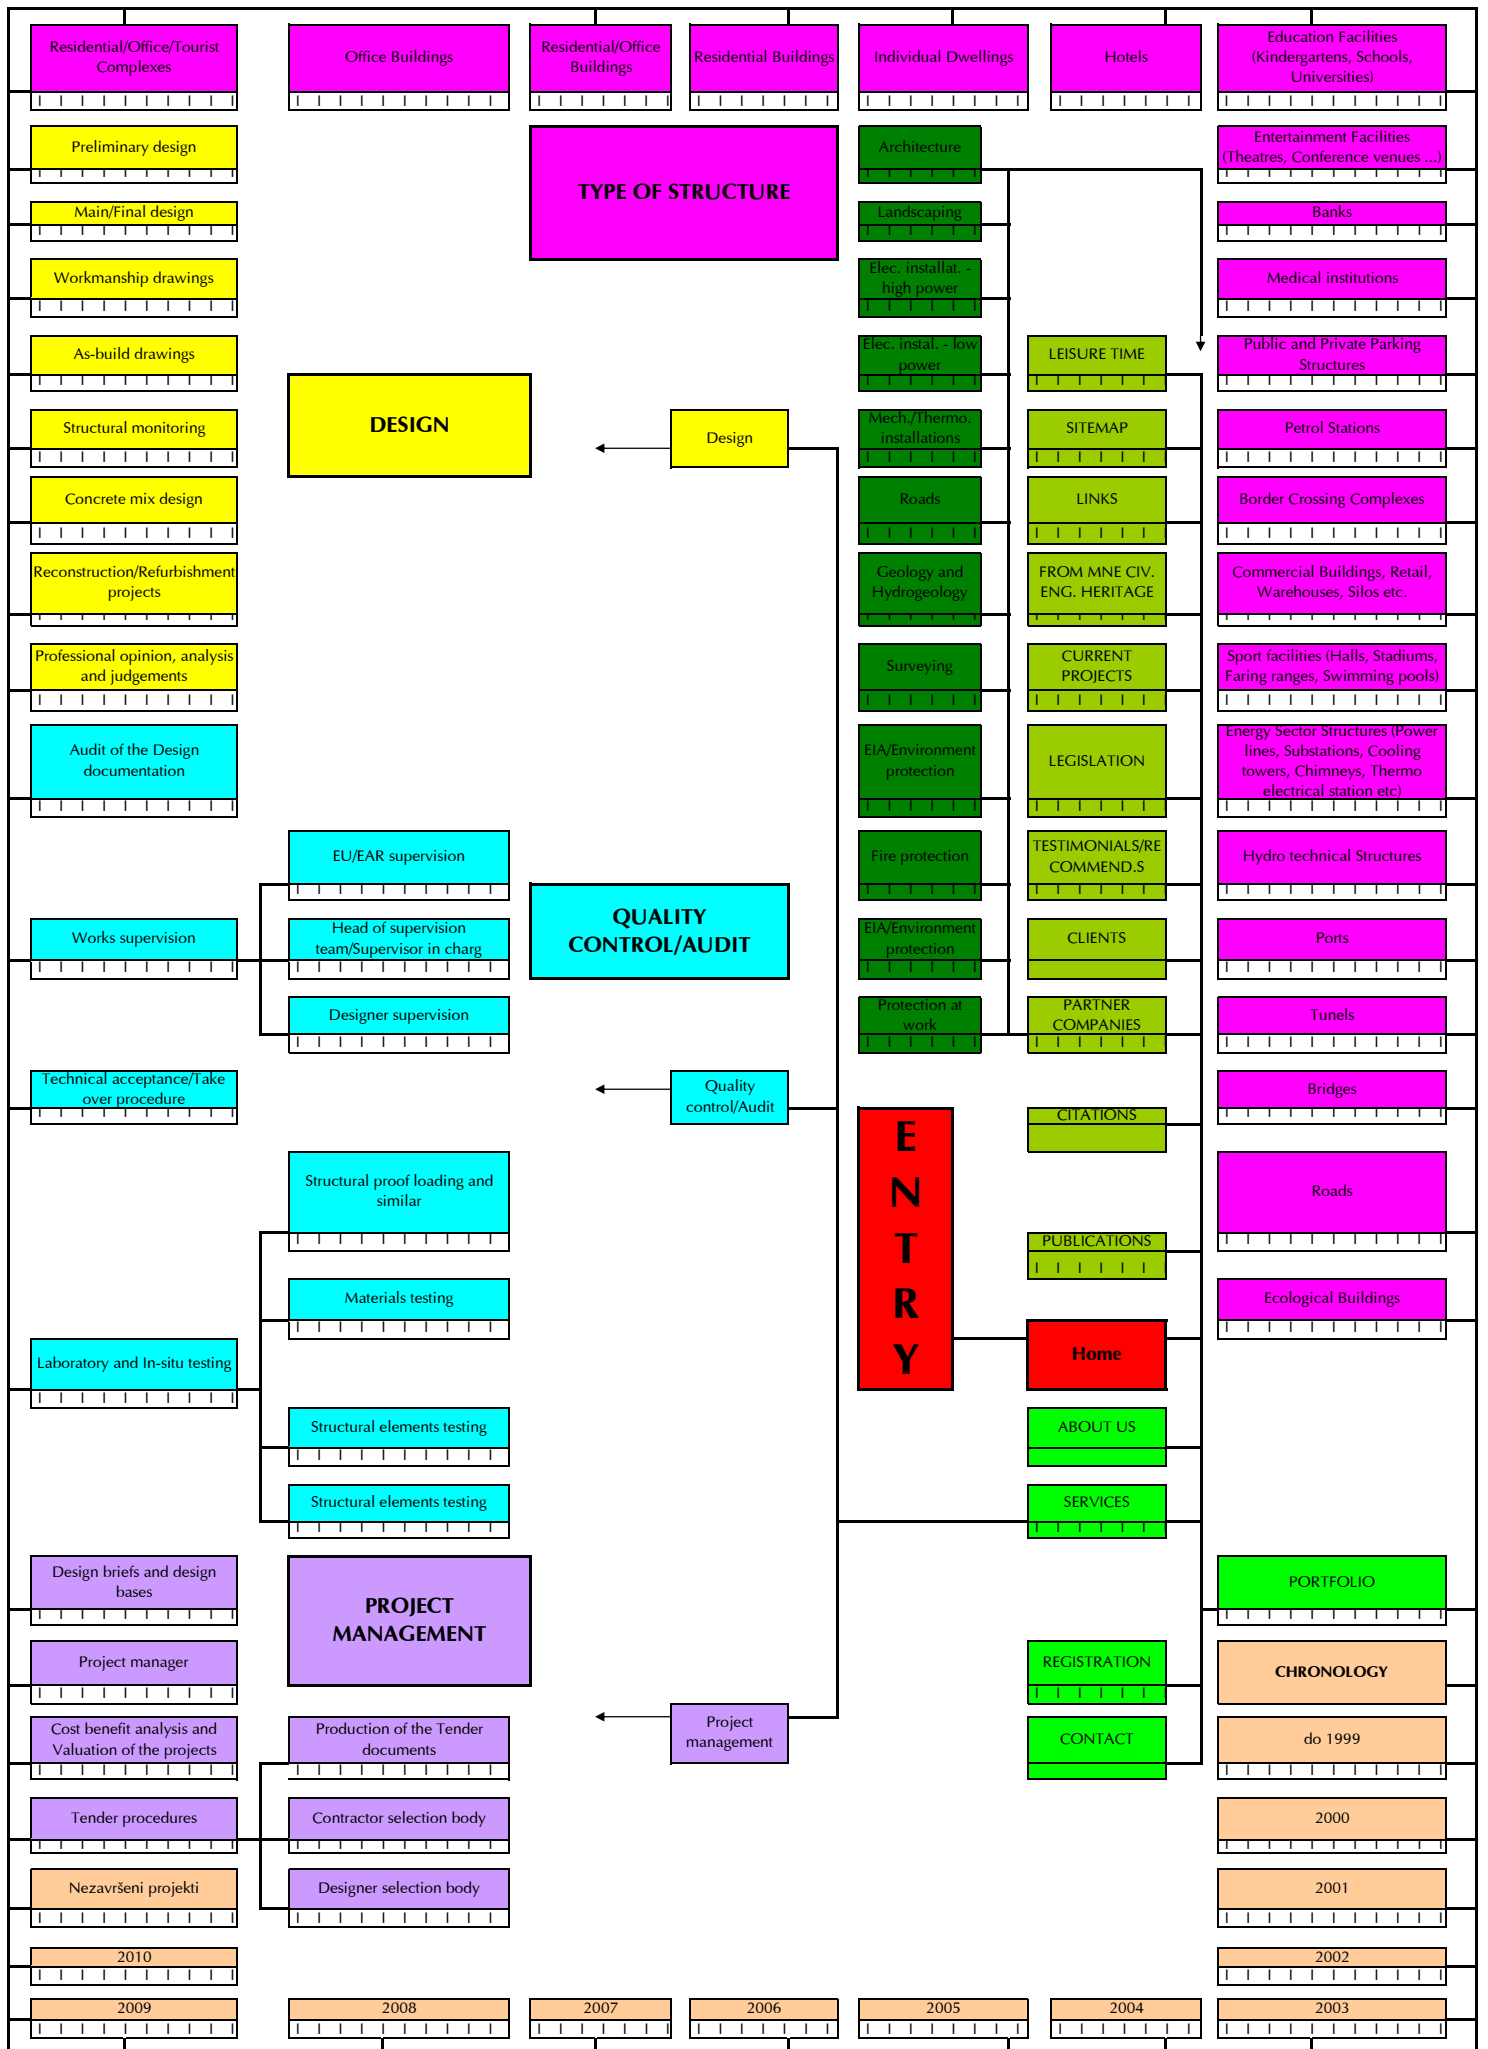 Residential/Office/Tourist
Complexes
Office Buildings
Residential/Office
Buildings
Residential Buildings
Individual Dwellings
Hotels
Education Facilities
(Kindergartens, Schools,
Universities)
Preliminary design
TYPE OF STRUCTURE
Architecture
Entertainment Facilities
(Theatres, Conference venues ...)
Main/Final design
Landscaping
Banks
Workmanship drawings
Elec. installat. -
high power
Medical institutions
As-build drawings
Elec. instal. - low
power
LEISURE TIME
Public and Private Parking
Structures
DESIGN
Structural monitoring
Design
Mech./Thermo.
installations
SITEMAP
Petrol Stations
Concrete mix design
Roads
LINKS
Border Crossing Complexes
Reconstruction/Refurbishment
projects
Geology and
Hydrogeology
FROM MNE CIV.
ENG. HERITAGE
Commercial Buildings, Retail,
Warehouses, Silos etc.
Professional opinion, analysis
and judgements
Surveying
CURRENT
PROJECTS
Sport facilities (Halls, Stadiums,
Faring ranges, Swimming pools)
Audit of the Design
documentation
EIA/Environment
protection
LEGISLATION
Energy Sector Structures (Power
lines, Substations, Cooling
towers, Chimneys, Thermo
electrical station etc)
EU/EAR supervision
Fire protection
TESTIMONIALS/RE
COMMEND.S
Hydro technical Structures
QUALITY
CONTROL/AUDIT
Works supervision
Head of supervision
team/Supervisor in charg
EIA/Environment
protection
CLIENTS
Ports
Designer supervision
Protection at
work
PARTNER
COMPANIES
Tunels
Technical acceptance/Take
over procedure
Quality
control/Audit
Bridges
E
N
T
R
Y
CITATIONS
Structural proof loading and
similar
Roads
PUBLICATIONS
Materials testing
Ecological Buildings
Laboratory and In-situ testing
Home
Structural elements testing
ABOUT US
Structural elements testing
SERVICES
Design briefs and design
bases
PROJECT
MANAGEMENT
PORTFOLIO
Project manager
REGISTRATION
CHRONOLOGY
Cost benefit analysis and
Valuation of the projects
Production of the Tender
documents
Project
management
CONTACT
do 1999
Tender procedures
Contractor selection body
2000
Nezavršeni projekti
Designer selection body
2001
2010
2002
2009
2008
2007
2006
2005
2004
2003